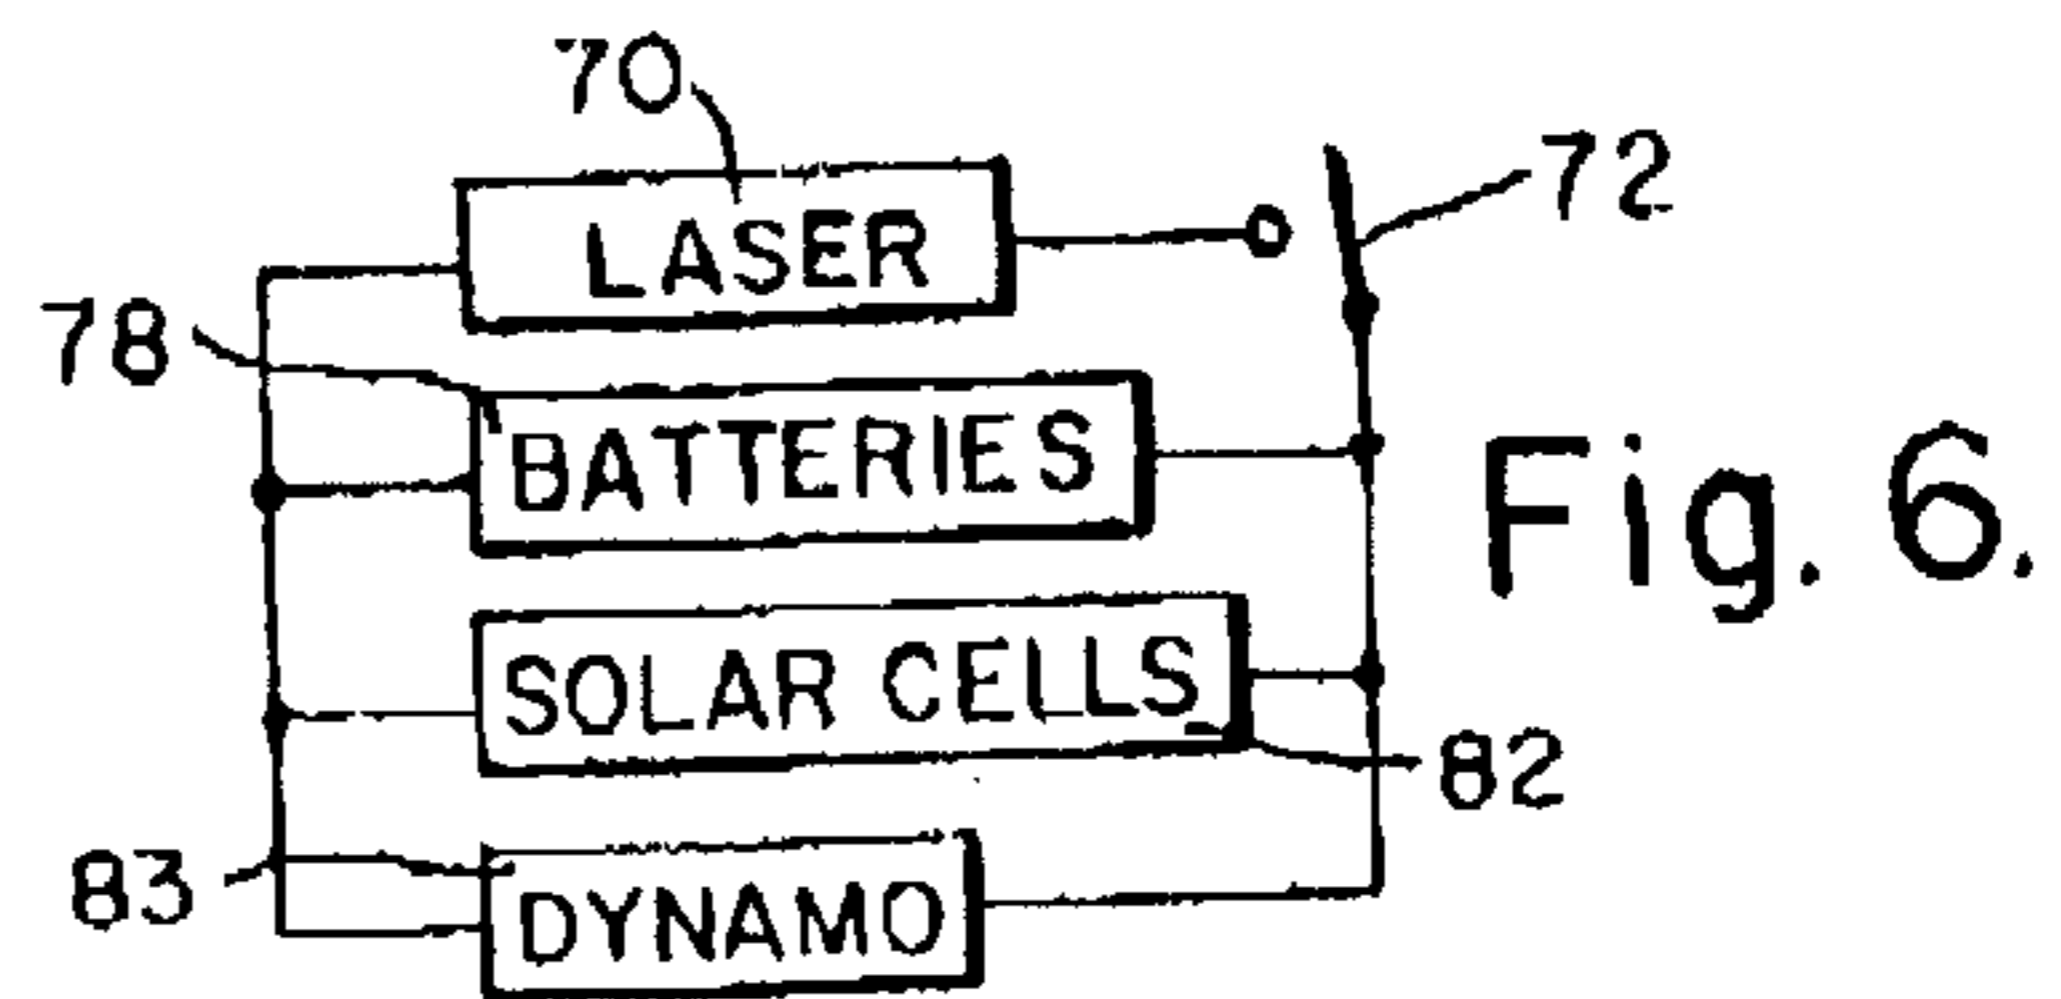 70
LASER
72
78
BATTERIES
Fig. 6.
SOLAR CELLS
82
83
DYNAMO